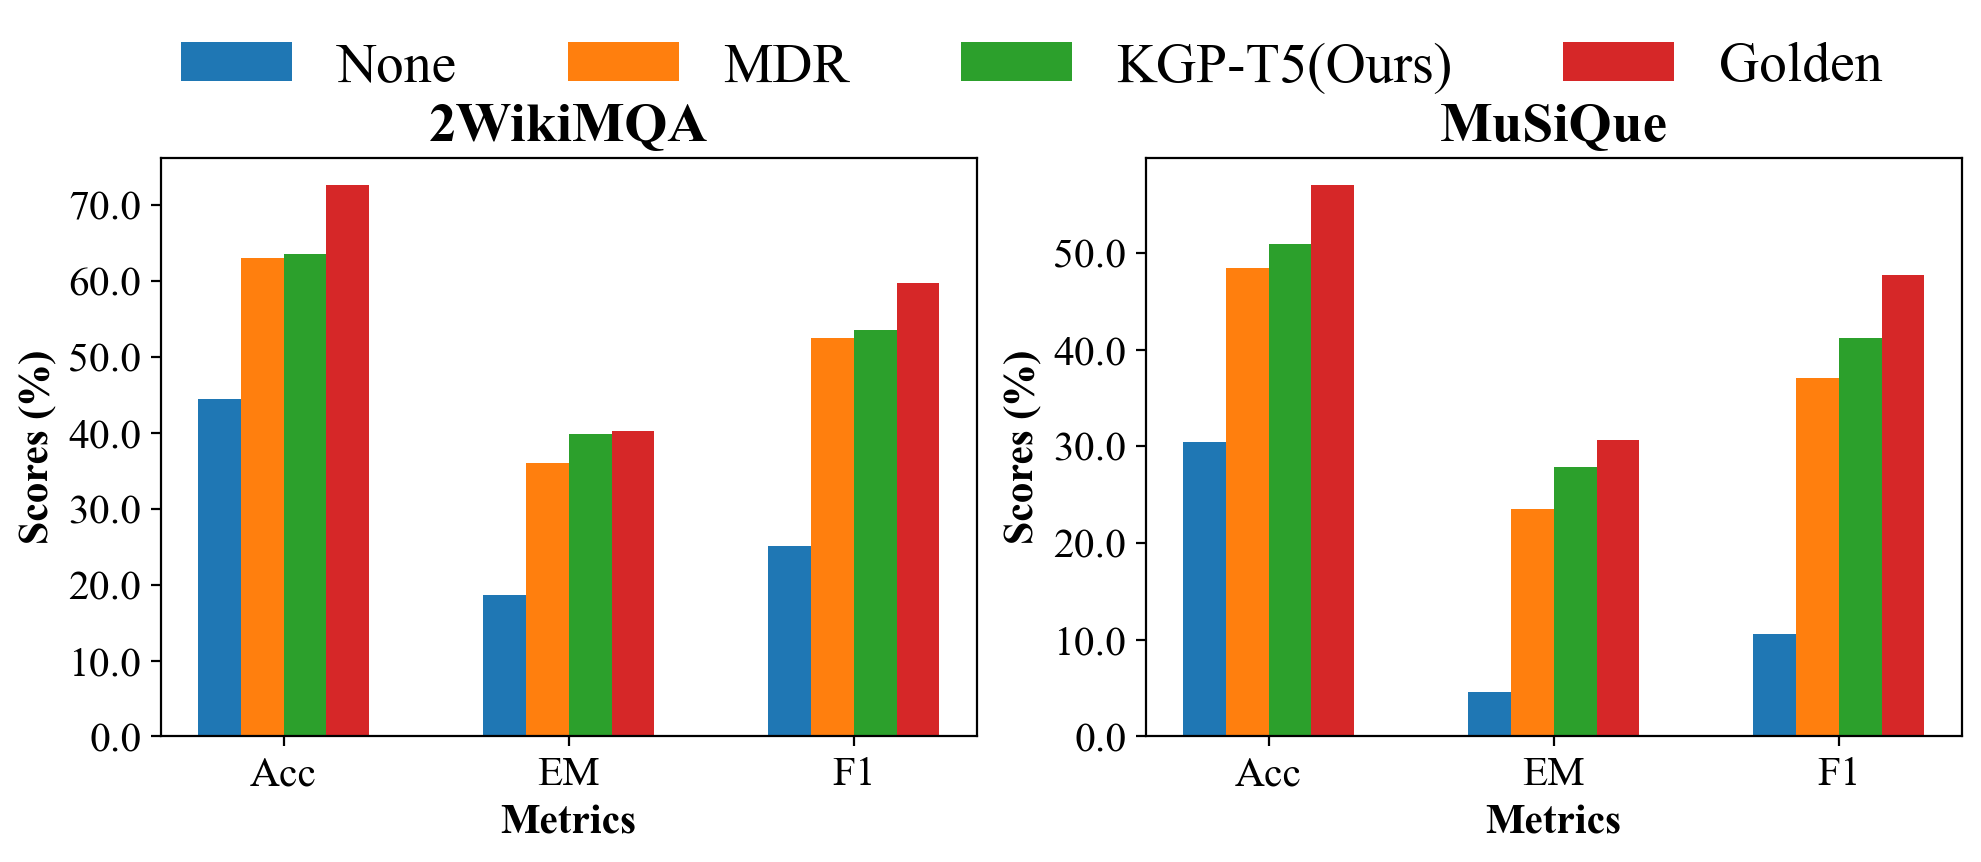 None MDR KGP-T5(Ours) Golden
2WikiMQA
Scores (%)
70.0
60.0
50.0
40.0
30.0
20.0
10.0
0.0
Acc EM F1
Metrics
MuSiQue
Scores (%)
50.0
40.0
30.0
20.0
10.0
0.0
Acc EM F1
Metrics